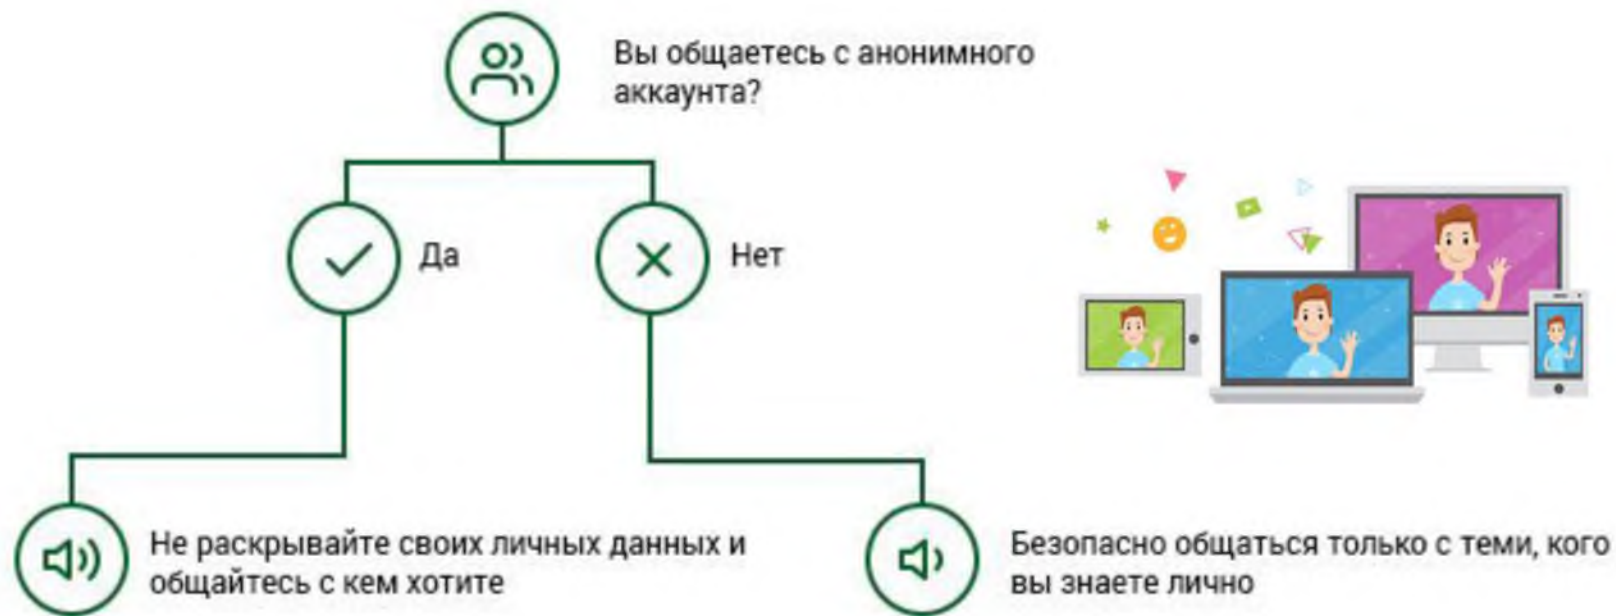 Вы общаетесь с анонимного
аккаунта?
Да
Нет
Не раскрывайте своих личных данных и
общайтесь с кем хотите
Безопасно общаться только с теми, кого
вы знаете лично